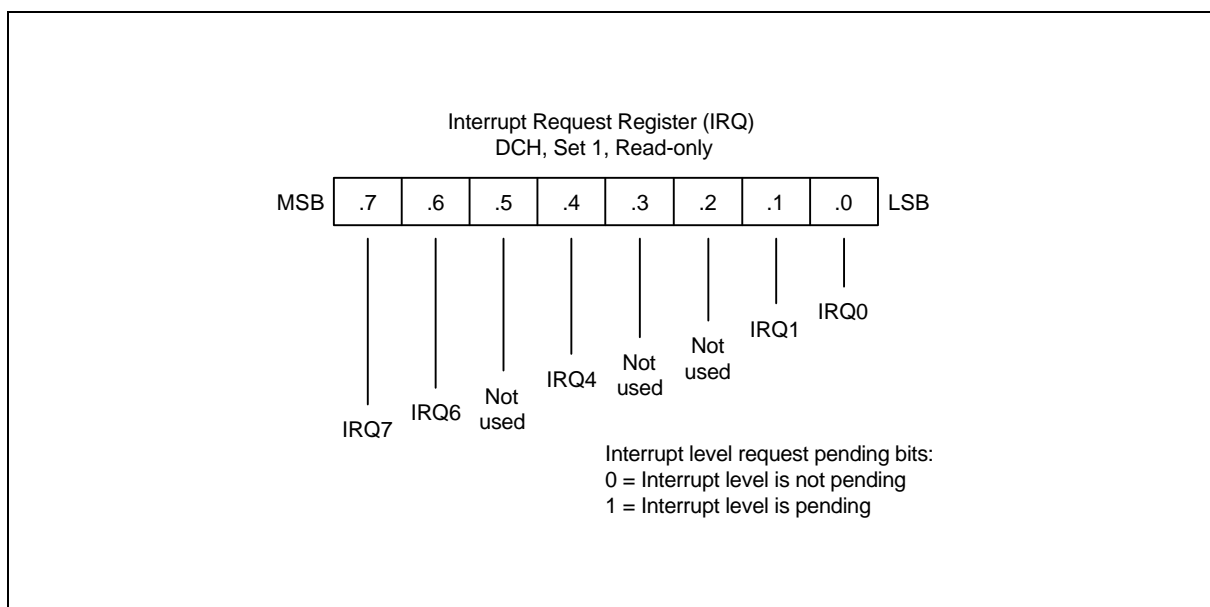 Interrupt Request Register (IRQ)
DCH, Set 1, Read-only
MSB .7 .6 .5 .4 .3 .2 .1 .0 LSB
IRQ7
IRQ6
Not
used
IRQ4
Not
used
Not
used
IRQ1
IRQ0
Interrupt level request pending bits:
0 = Interrupt level is not pending
1 = Interrupt level is pending